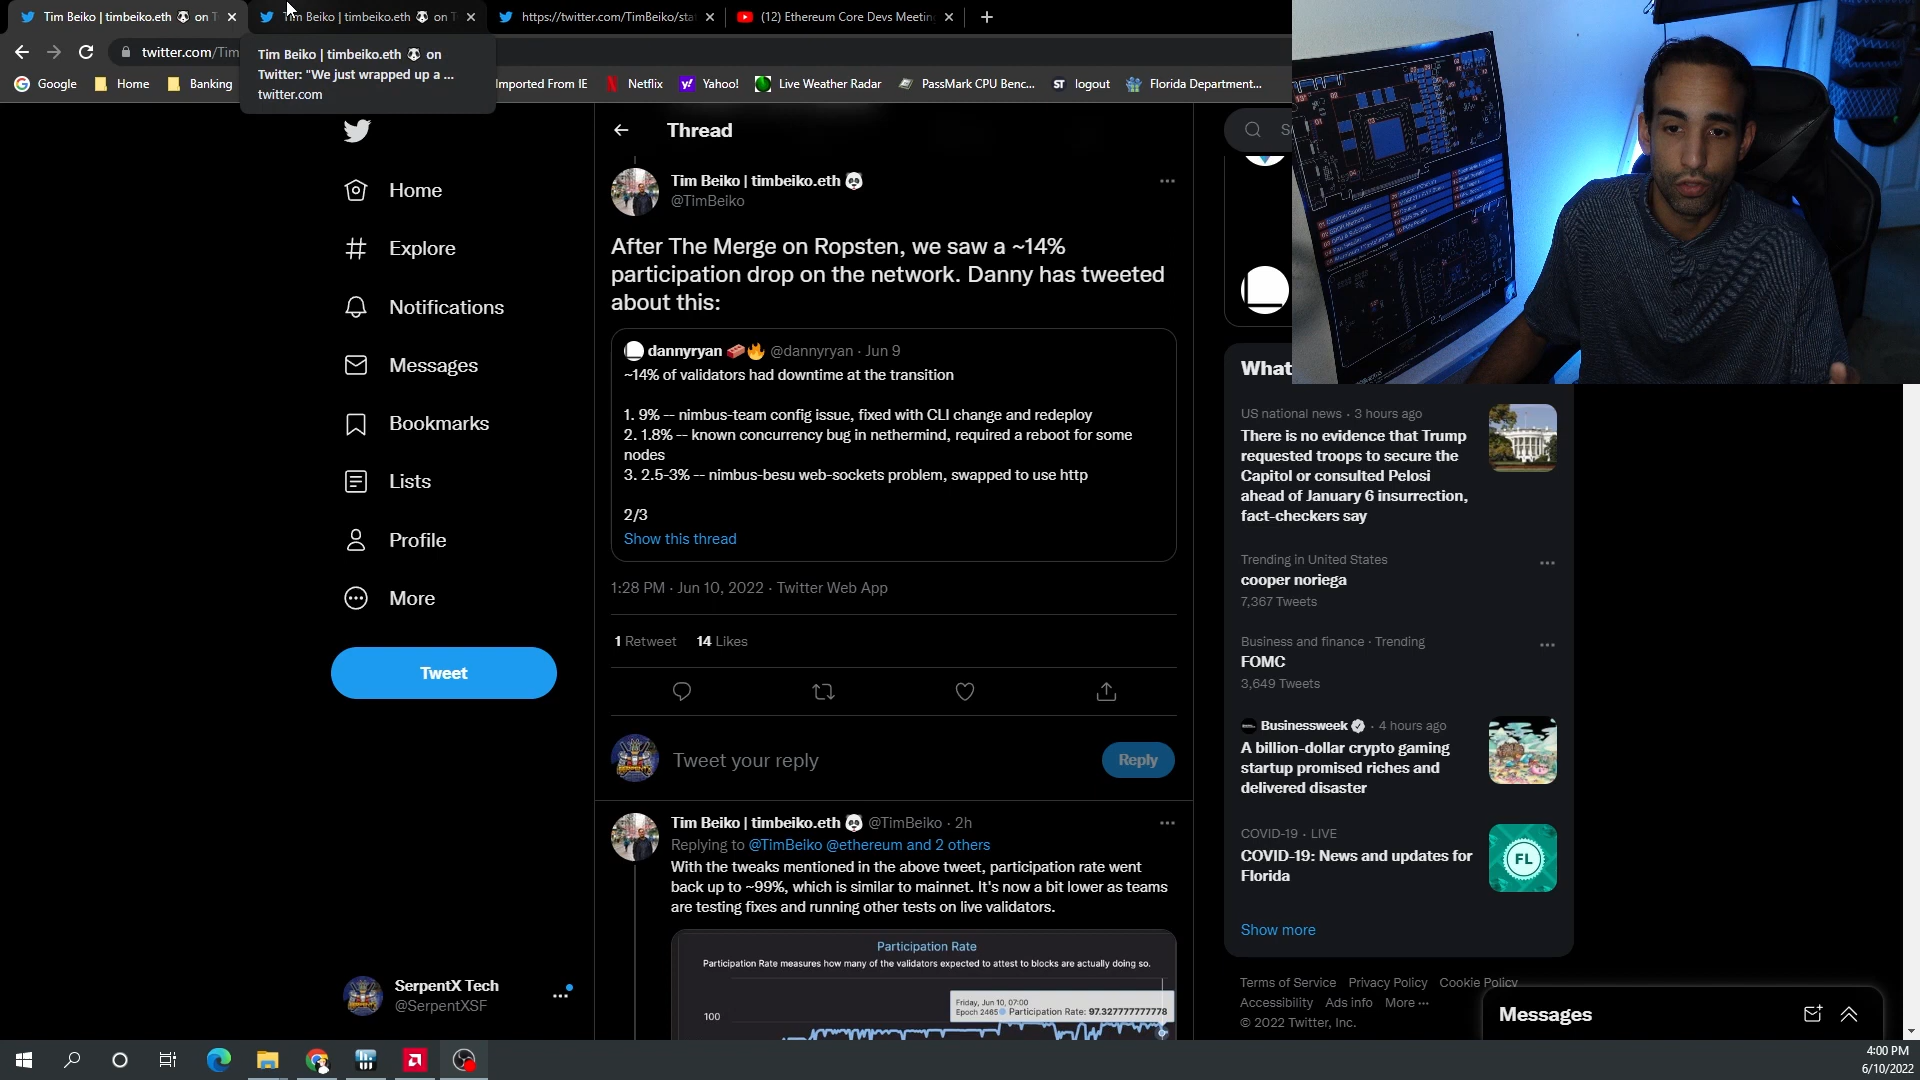 Tim Beiko | timbeiko.eth 🐼 on T
Tim Beiko | timbeiko.eth 🐼 on T
https://twitter.com/TimBeiko/sta
(12) Ethereum Core Devs Meetin
twitter.com/Tim
Tim Beiko | timbeiko.eth 🐼 on
Twitter: "We just wrapped up a ...
twitter.com
Google
Home
Banking
Imported From IE
Netflix
Yahoo!
Live Weather Radar
PassMark CPU Benc...
logout
Florida Department...
Home
Explore
Notifications
Messages
Bookmarks
Lists
Profile
More
Tweet
SerpentX Tech
@SerpentXSF
Thread
Tim Beiko | timbeiko.eth 🐼
@TimBeiko
After The Merge on Ropsten, we saw a ~14%
participation drop on the network. Danny has tweeted
about this:
dannyryan 🧱🔥 @dannyryan · Jun 9
~14% of validators had downtime at the transition
1. 9% -- nimbus-team config issue, fixed with CLI change and redeploy
2. 1.8% -- known concurrency bug in nethermind, required a reboot for some
nodes
3. 2.5-3% -- nimbus-besu web-sockets problem, swapped to use http
2/3
Show this thread
1:28 PM · Jun 10, 2022 · Twitter Web App
1 Retweet 14 Likes
Tweet your reply
Reply
Tim Beiko | timbeiko.eth 🐼 @TimBeiko · 2h
Replying to @TimBeiko @ethereum and 2 others
With the tweaks mentioned in the above tweet, participation rate went
back up to ~99%, which is similar to mainnet. It's now a bit lower as teams
are testing fixes and running other tests on live validators.
Participation Rate
Participation Rate measures how many of the validators expected to attest to blocks are actually doing so.
Friday, Jun 10, 07:00
Epoch 2465 Participation Rate: 97.327777777778
100
What
US national news · 3 hours ago
There is no evidence that Trump
requested troops to secure the
Capitol or consulted Pelosi
ahead of January 6 insurrection,
fact-checkers say
Trending in United States
cooper noriega
7,367 Tweets
Business and finance · Trending
FOMC
3,649 Tweets
Businessweek · 4 hours ago
A billion-dollar crypto gaming
startup promised riches and
delivered disaster
COVID-19 · LIVE
COVID-19: News and updates for
Florida
FL
Show more
Terms of Service Privacy Policy Cookie Policy
Accessibility Ads info More ···
© 2022 Twitter, Inc.
Messages
4:00 PM
6/10/2022